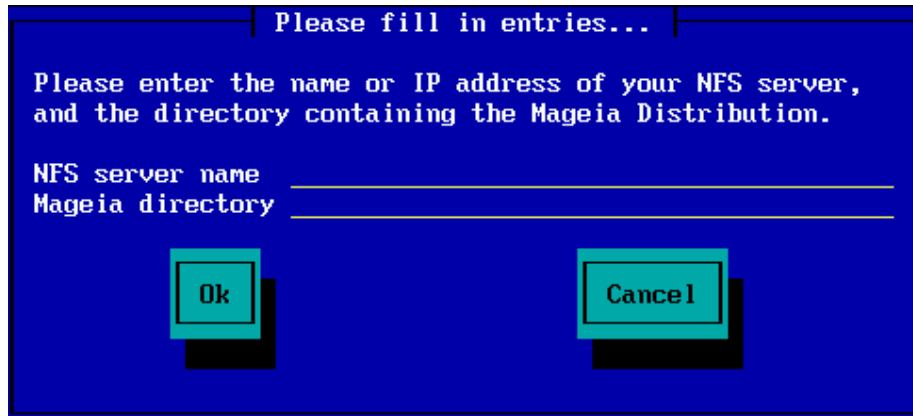 Please fill in entries...
Please enter the name or IP address of your NFS server,
and the directory containing the Mageia Distribution.
NFS server name
Mageia directory
Ok
Cancel